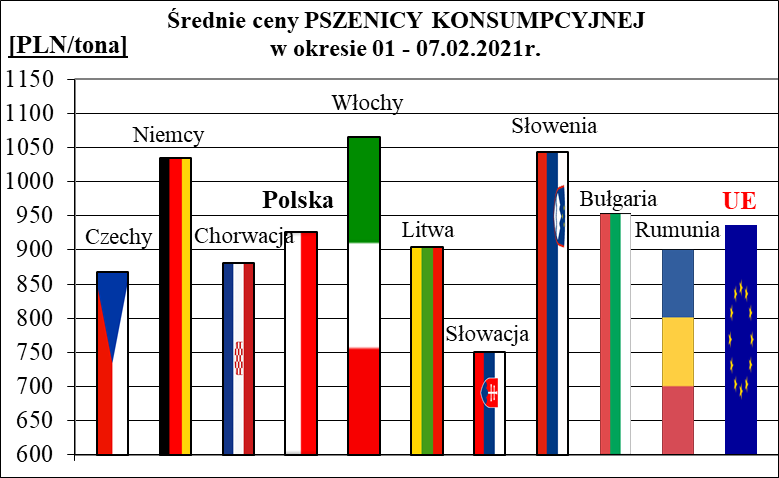 Średnie ceny PSZENICY KONSUMPCYJNEJ
w okresie 01 - 07.02.2021r.
[PLN/tona]
1150
1100
1050
1000
950
900
850
800
750
700
650
600
Czechy
Niemcy
Chorwacja
Polska
Włochy
Litwa
Słowacja
Słowenia
Bułgaria
Rumunia
UE